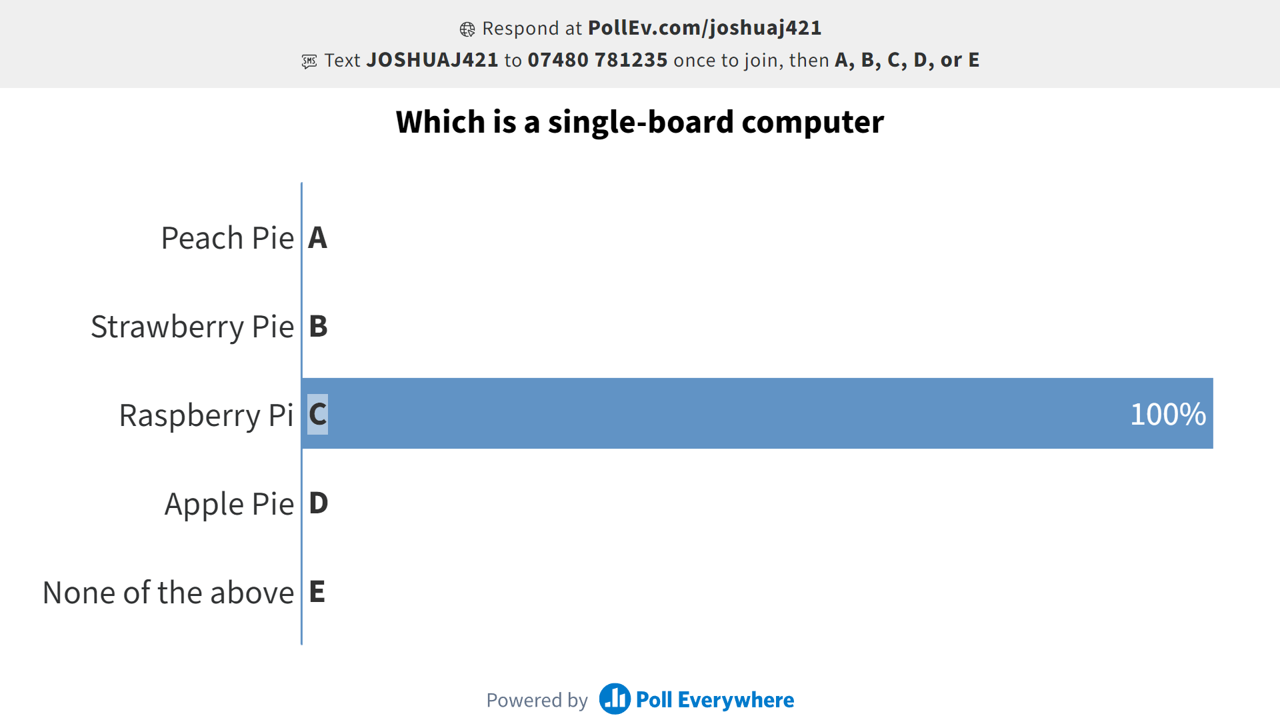 Respond at PollEv.com/joshuaj421
Text JOSHUAJ421 to 07480 781235 once to join, then A, B, C, D, or E
Which is a single-board computer
Peach Pie A
Strawberry Pie B
Raspberry Pi C 100%
Apple Pie D
None of the above E
Powered by Poll Everywhere